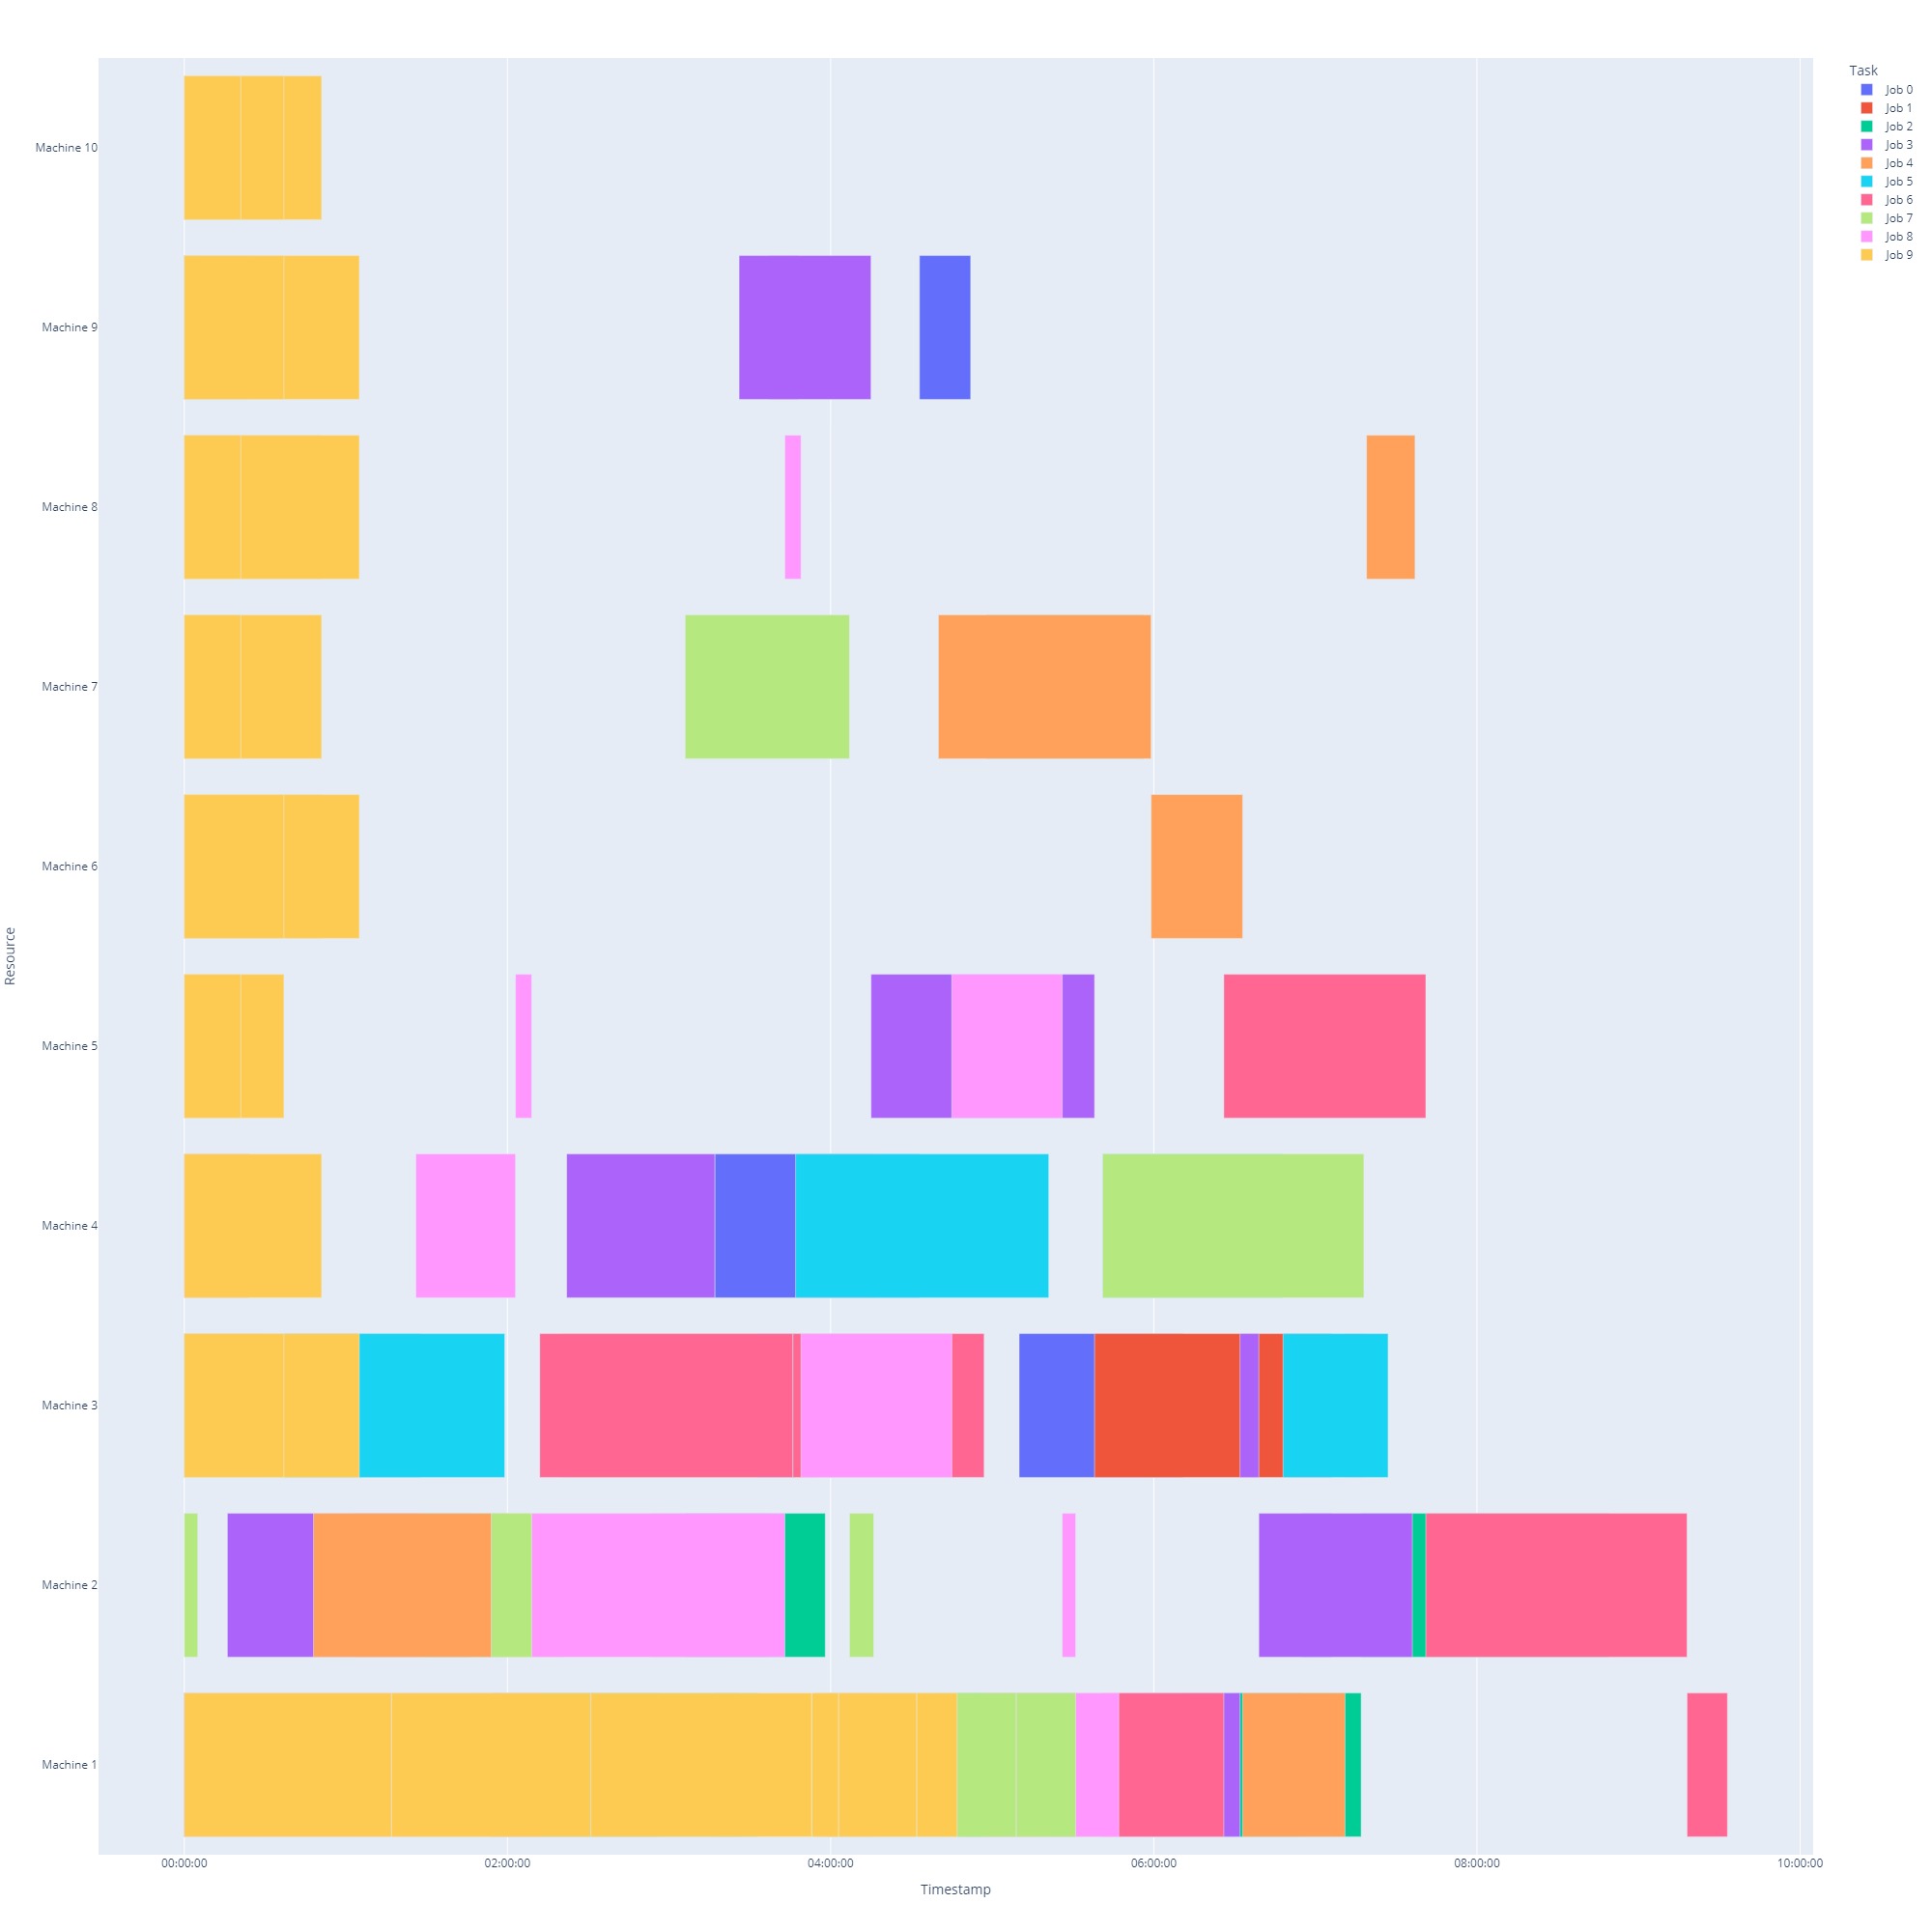 Task
Job 0
Job 1
Job 2
Job 3
Job 4
Job 5
Job 6
Job 7
Job 8
Job 9
Machine 10
Machine 9
Machine 8
Machine 7
Machine 6
Machine 5
Machine 4
Machine 3
Machine 2
Machine 1
Resource
00:00:00 02:00:00 04:00:00 06:00:00 08:00:00 10:00:00
Timestamp